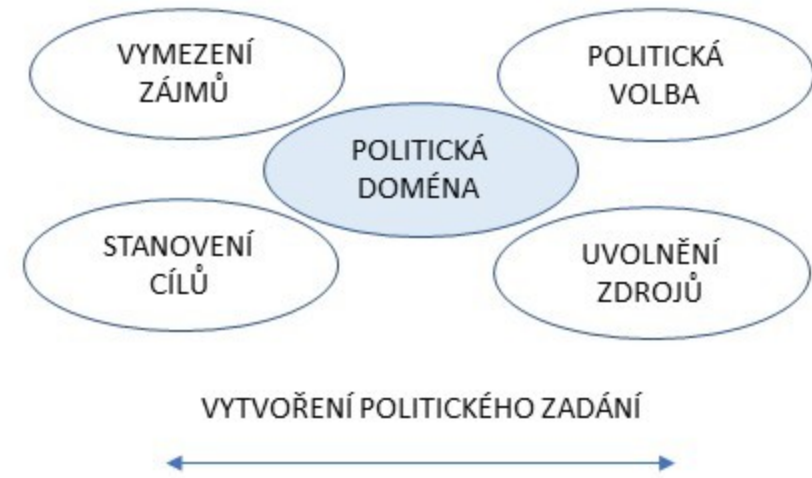 VYMEZENÍ
ZÁJMŮ
POLITICKÁ
VOLBA
POLITICKÁ
DOMÉNA
STANOVENÍ
CÍLŮ
UVOLNĚNÍ
ZDROJŮ
VYTVOŘENÍ POLITICKÉHO ZADÁNÍ